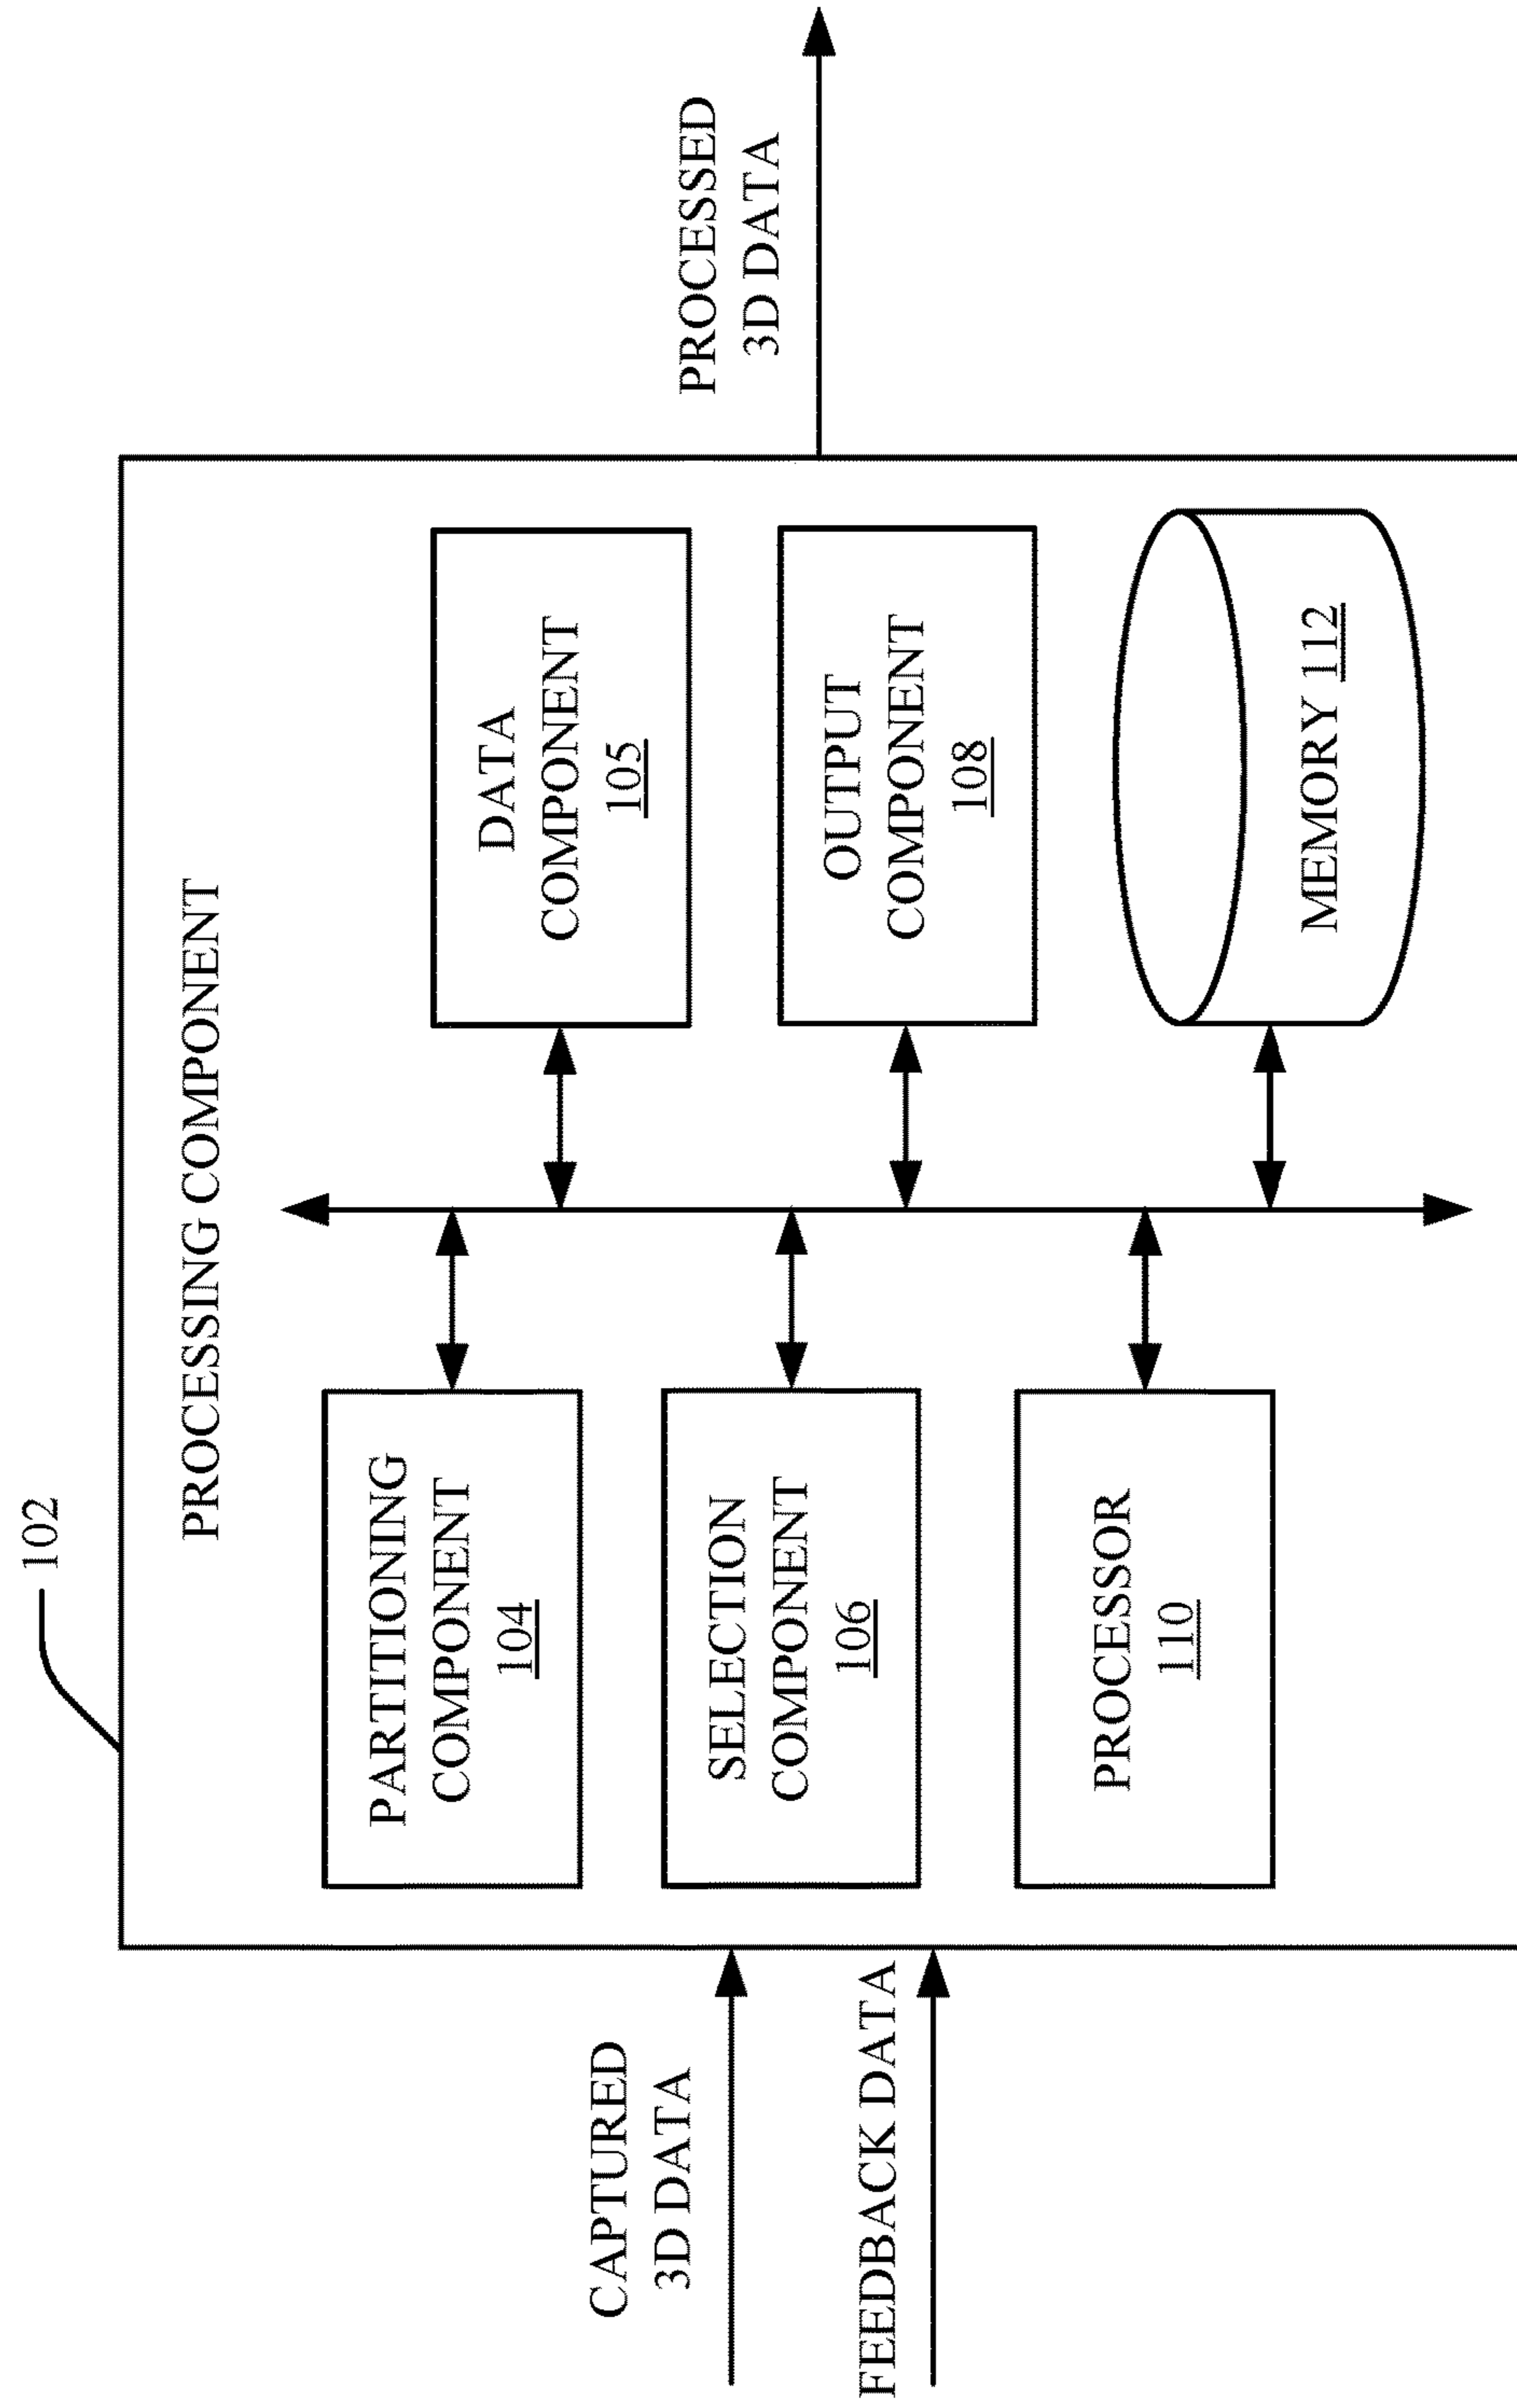 102
PROCESSING COMPONENT
CAPTURED
3D DATA
FEEDBACK DATA
PARTITIONING
COMPONENT
104
DATA
COMPONENT
105
SELECTION
COMPONENT
106
OUTPUT
COMPONENT
108
PROCESSOR
110
MEMORY 112
PROCESSED
3D DATA